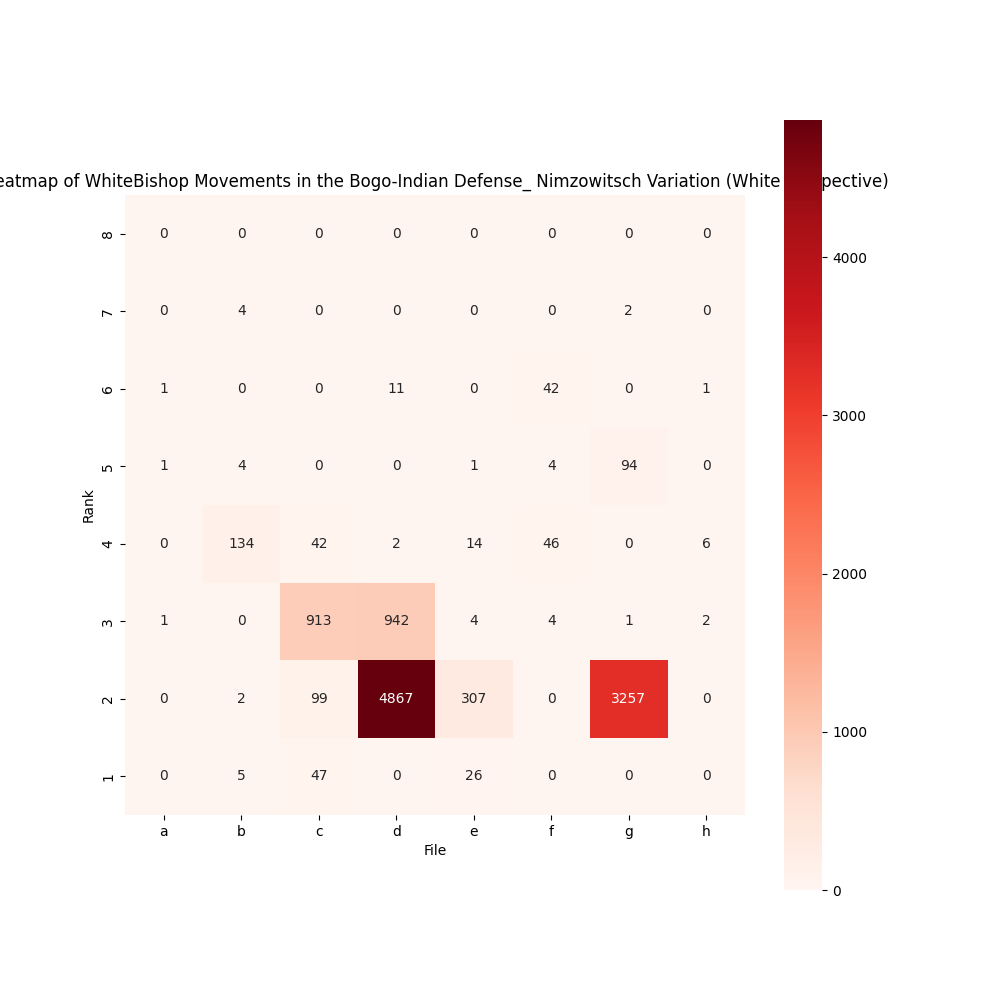 eatmap of WhiteBishop Movements in the Bogo-Indian Defense_ Nimzowitsch Variation (White pective)
8 0 0 0 0 0 0 0 0
7 0 4 0 0 0 0 2 0
6 1 0 0 11 0 42 0 1
5 1 4 0 0 1 4 94 0
4 0 134 42 2 14 46 0 6
3 1 0 913 942 4 4 1 2
2 0 2 99 4867 307 0 3257 0
1 0 5 47 0 26 0 0 0
a b c d e f g h
File
Rank
4000
3000
2000
1000
0